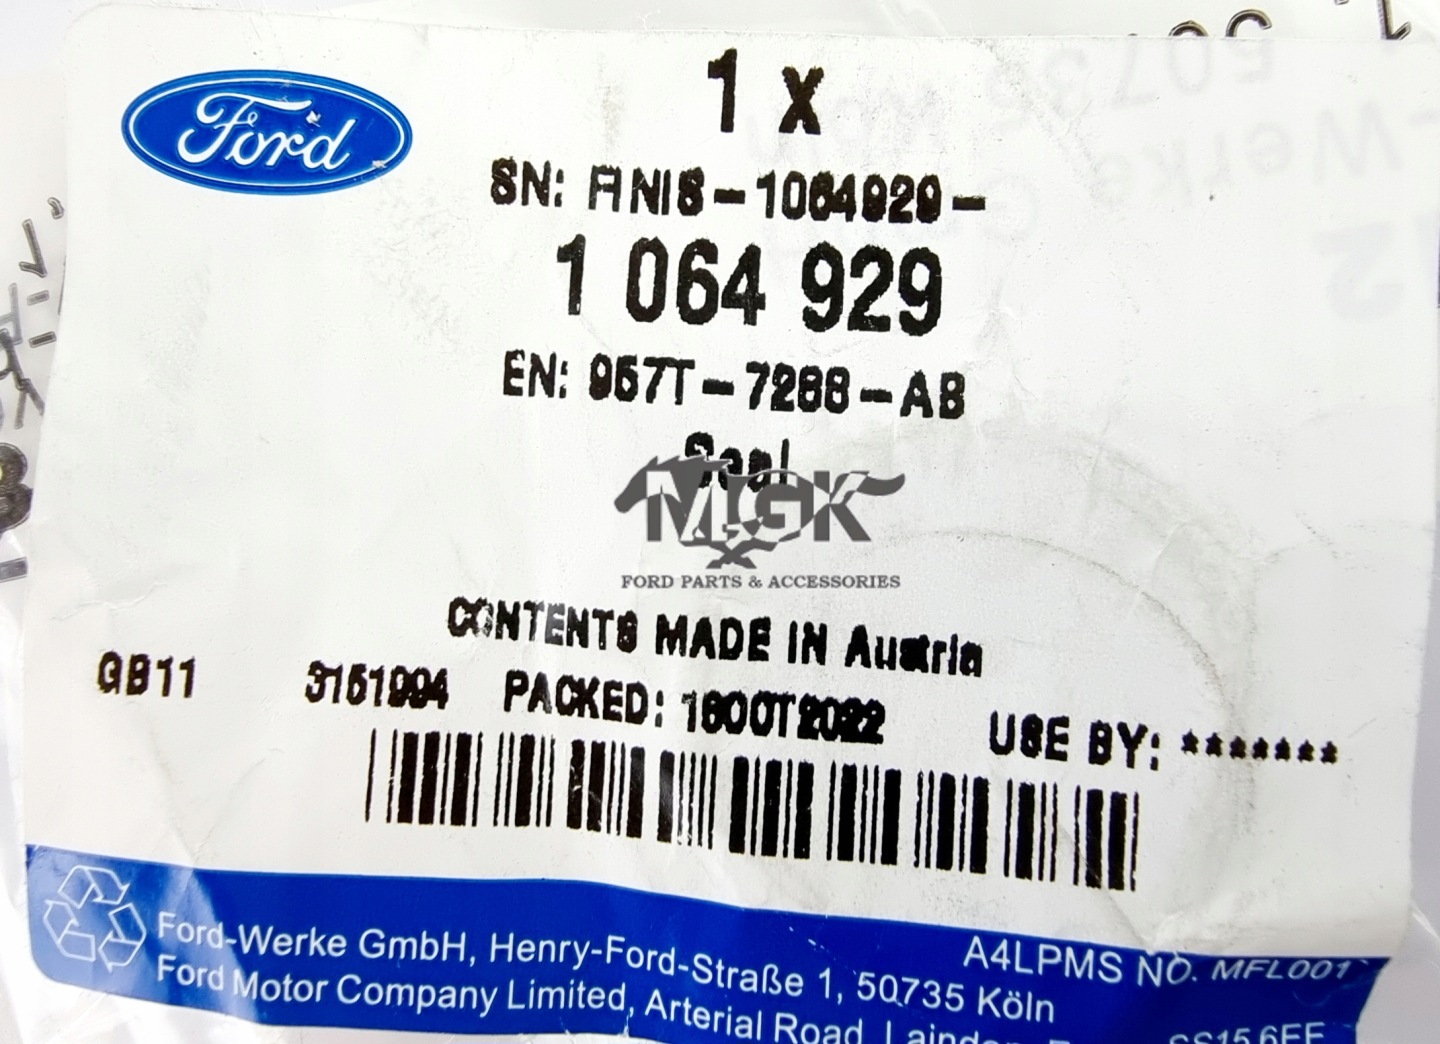 Ford
1 x
SN: FINIS-1064929-
1 064 929
EN: 957T-7288-AB
Seal
MGK
FORD PARTS & ACCESSORIES
CONTENTS MADE IN Austria
GB11 3151994 PACKED: 1600T2022 USE BY: *******
A4LPMS NO. MFL001
Ford-Werke GmbH, Henry-Ford-Straße 1, 50735 Köln
Ford Motor Company Limited, Arterial Road,